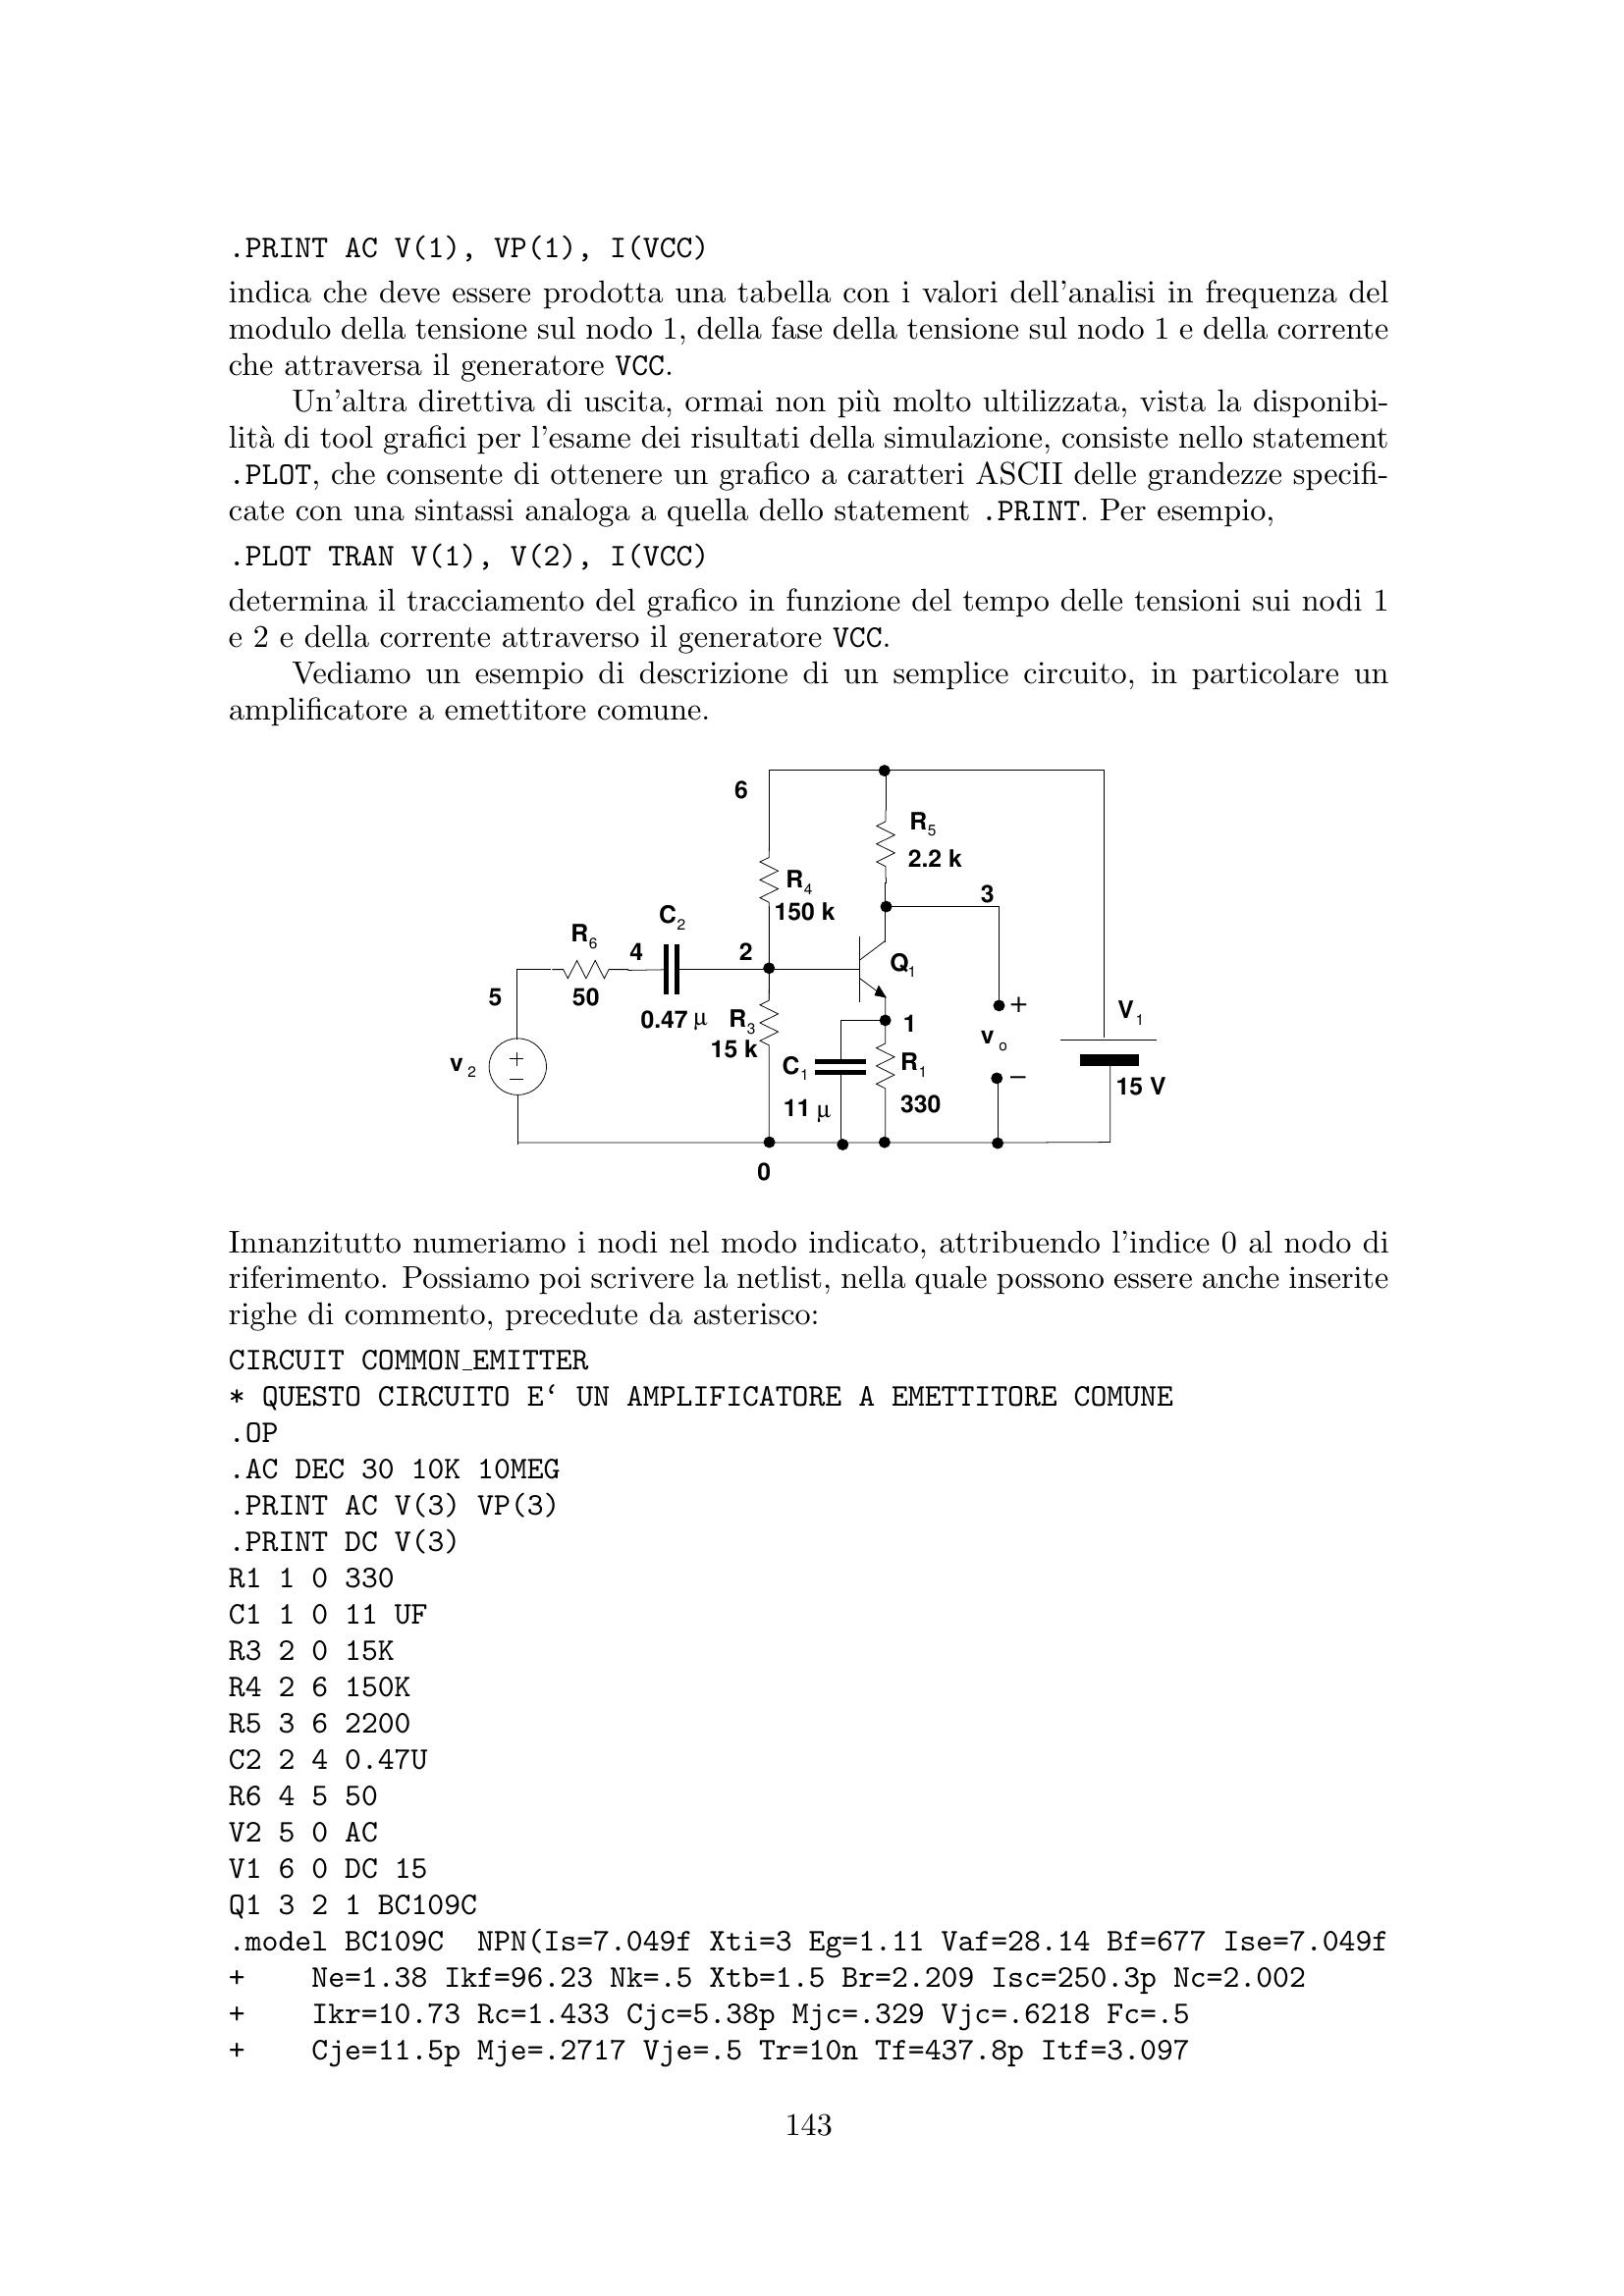 .PRINT AC V(1), VP(1), I(VCC)
indica che deve essere prodotta una tabella con i valori dell'analisi in frequenza del
modulo della tensione sul nodo 1, della fase della tensione sul nodo 1 e della corrente
che attraversa il generatore VCC.
Un'altra direttiva di uscita, ormai non più molto ultilizzata, vista la disponibi-
lità di tool grafici per l'esame dei risultati della simulazione, consiste nello statement
.PLOT, che consente di ottenere un grafico a caratteri ASCII delle grandezze specifi-
cate con una sintassi analoga a quella dello statement .PRINT. Per esempio,
.PLOT TRAN V(1), V(2), I(VCC)
determina il tracciamento del grafico in funzione del tempo delle tensioni sui nodi 1
e 2 e della corrente attraverso il generatore VCC.
Vediamo un esempio di descrizione di un semplice circuito, in particolare un
amplificatore a emettitore comune.
6
R5
2.2 k
R4
150 k
3
C2
R6
4
2
Q1
5
50
0.47 μ
R3
15 k
1
+
V1
v o
v 2
+
−
C1
R1
−
15 V
11 μ
330
0
Innanzitutto numeriamo i nodi nel modo indicato, attribuendo l'indice 0 al nodo di
riferimento. Possiamo poi scrivere la netlist, nella quale possono essere anche inserite
righe di commento, precedute da asterisco:
CIRCUIT COMMON_EMITTER
* QUESTO CIRCUITO E‘ UN AMPLIFICATORE A EMETTITORE COMUNE
.OP
.AC DEC 30 10K 10MEG
.PRINT AC V(3) VP(3)
.PRINT DC V(3)
R1 1 0 330
C1 1 0 11 UF
R3 2 0 15K
R4 2 6 150K
R5 3 6 2200
C2 2 4 0.47U
R6 4 5 50
V2 5 0 AC
V1 6 0 DC 15
Q1 3 2 1 BC109C
.model BC109C  NPN(Is=7.049f Xti=3 Eg=1.11 Vaf=28.14 Bf=677 Ise=7.049f
+    Ne=1.38 Ikf=96.23 Nk=.5 Xtb=1.5 Br=2.209 Isc=250.3p Nc=2.002
+    Ikr=10.73 Rc=1.433 Cjc=5.38p Mjc=.329 Vjc=.6218 Fc=.5
+    Cje=11.5p Mje=.2717 Vje=.5 Tr=10n Tf=437.8p Itf=3.097
143